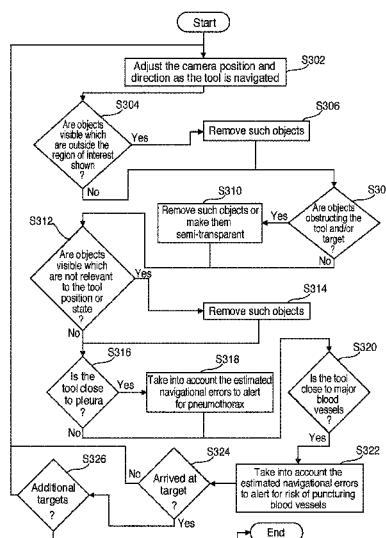 Start
Adjust the camera position and
direction as the tool is navigated
S302
S304
Are objects
visible which
are outside the
region of interest
shown
?
Yes
No
S306
Remove such objects
S30
Are objects
obstructing the
tool and/or
target
?
Yes
No
S310
Remove such objects or
make them
semi-transparent
S312
Are objects
visible which
are not relevant
to the tool
position or
state
?
Yes
No
S314
Remove such objects
S316
Is the
tool close
to pleura
?
Yes
No
S318
Take into account the estimated
navigational errors to alert
for pneumothorax
S320
Is the tool
close to major
blood
vessels
?
Yes
S322
Take into account the
estimated navigational errors
to alert for risk of puncturing
blood vessels
S324
Arrived at
target
?
No
Yes
S326
Additional
targets
?
End